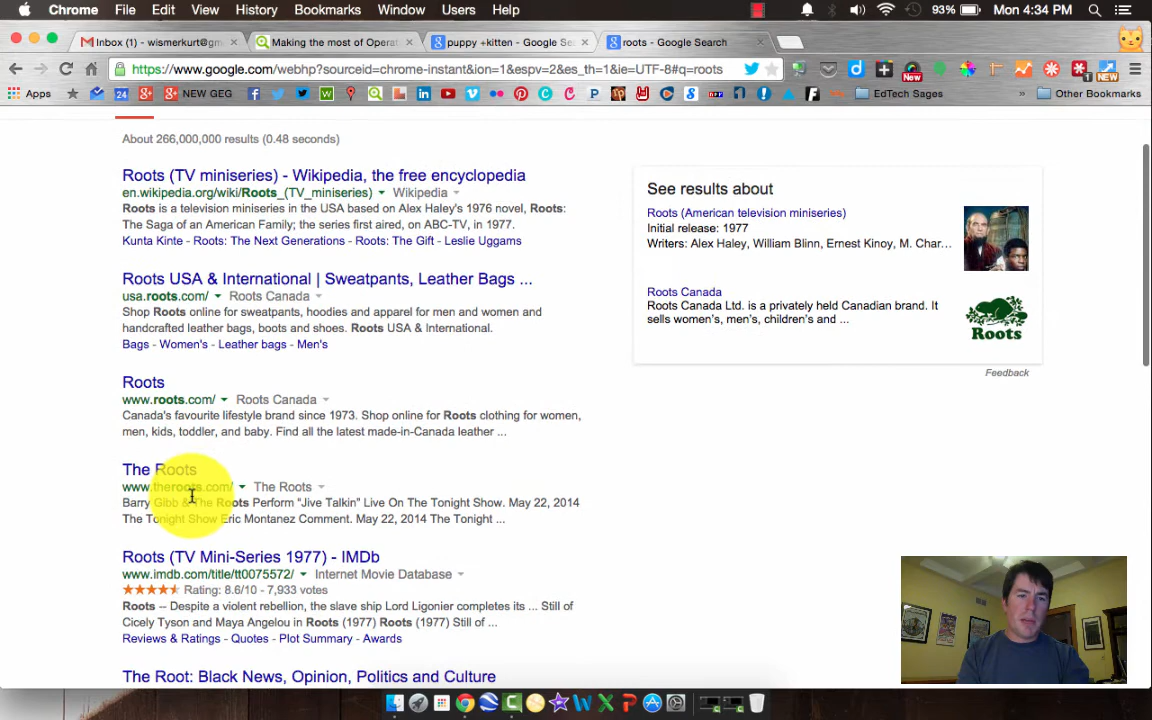 Chrome File Edit View History Bookmarks Window Users Help 93% Mon 4:34 PM
Inbox (1) - wismerkurt@gm Making the most of Operat puppy +kitten - Google Se roots - Google Search
https://www.google.com/webhp?sourceid=chrome-instant&ion=1&espv=2&es_th=1&ie=UTF-8#q=roots
Apps NEW GEG EdTech Sages » Other Bookmarks
About 266,000,000 results (0.48 seconds)
Roots (TV miniseries) - Wikipedia, the free encyclopedia
en.wikipedia.org/wiki/Roots_(TV_miniseries) Wikipedia
Roots is a television miniseries in the USA based on Alex Haley's 1976 novel, Roots:
The Saga of an American Family; the series first aired, on ABC-TV, in 1977.
Kunta Kinte - Roots: The Next Generations - Roots: The Gift - Leslie Uggams
Roots USA & International | Sweatpants, Leather Bags ...
usa.roots.com/ Roots Canada
Shop Roots online for sweatpants, hoodies and apparel for men and women and
handcrafted leather bags, boots and shoes. Roots USA & International.
Bags - Women's - Leather bags - Men's
Roots
www.roots.com/ Roots Canada
Canada's favourite lifestyle brand since 1973. Shop online for Roots clothing for women,
men, kids, toddler, and baby. Find all the latest made-in-Canada leather ...
The Roots
www.theroots.com/ The Roots
Barry Gibb & The Roots Perform "Jive Talkin" Live On The Tonight Show. May 22, 2014
The Tonight Show Eric Montanez Comment. May 22, 2014 The Tonight ...
Roots (TV Mini-Series 1977) - IMDb
www.imdb.com/title/tt0075572/ Internet Movie Database
Rating: 8.6/10 - 7,933 votes
Roots -- Despite a violent rebellion, the slave ship Lord Ligonier completes its ... Still of
Cicely Tyson and Maya Angelou in Roots (1977) Roots (1977) Still of ...
Reviews & Ratings - Quotes - Plot Summary - Awards
The Root: Black News, Opinion, Politics and Culture
See results about
Roots (American television miniseries)
Initial release: 1977
Writers: Alex Haley, William Blinn, Ernest Kinoy, M. Char...
Roots Canada
Roots Canada Ltd. is a privately held Canadian brand. It
sells women's, men's, children's and ...
Roots
Feedback